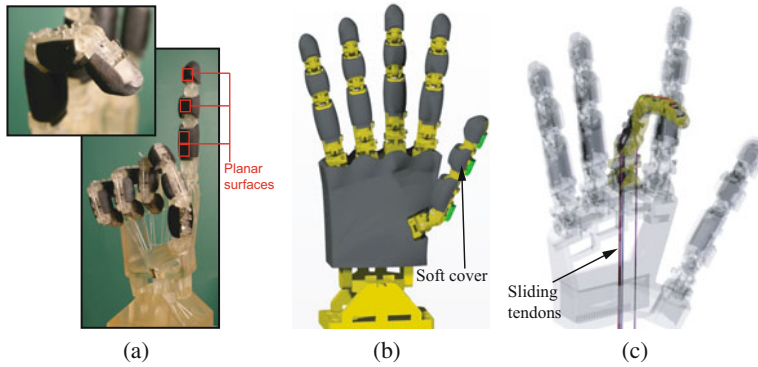 Planar
surfaces
Soft cover
Sliding
tendons
(a)
(b)
(c)